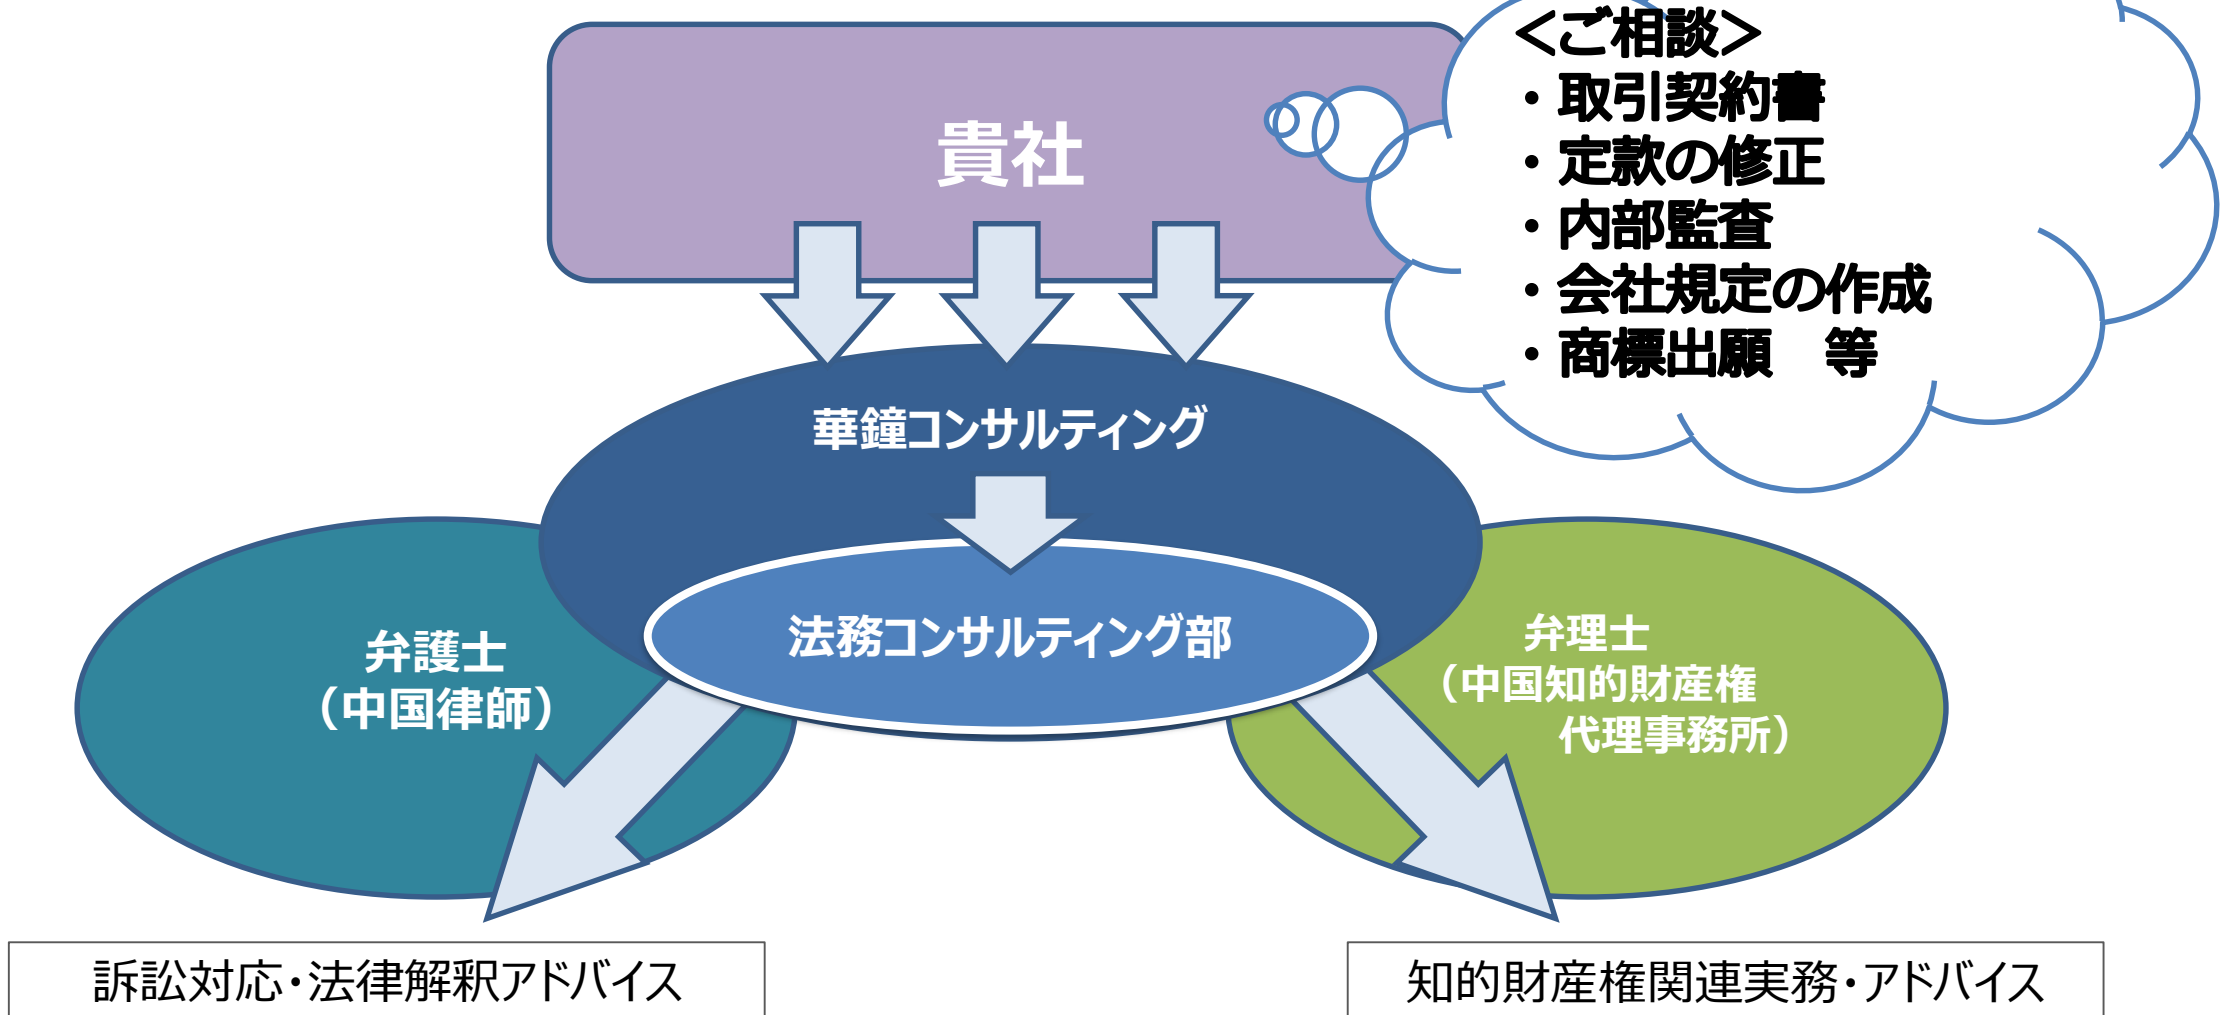 ＜ご相談＞
・取引契約書
・定款の修正
・内部監査
・会社規定の作成
・商標出願　等
貴社
華鐘コンサルティング
法務コンサルティング部
弁護士
（中国律師）
弁理士
（中国知的財産権
代理事務所）
訴訟対応・法律解釈アドバイス
知的財産権関連実務・アドバイス